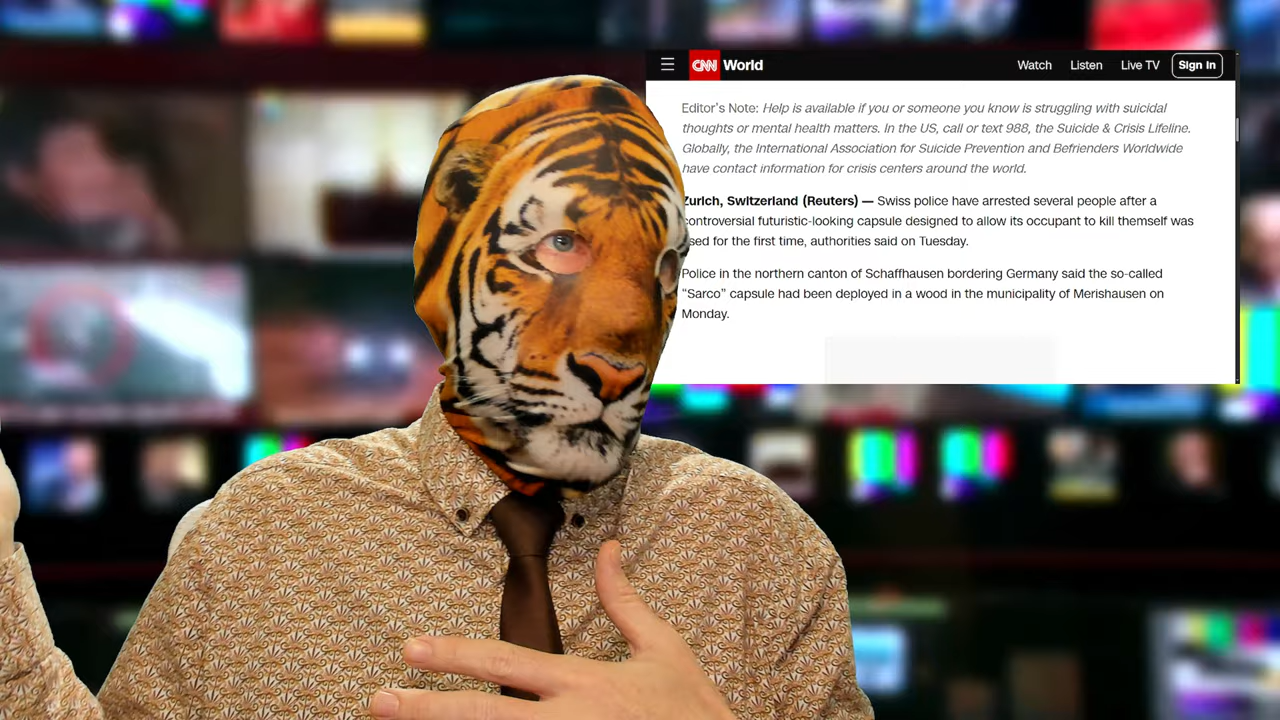 CNN World
Watch Listen Live TV Sign In
Editor's Note: Help is available if you or someone you know is struggling with suicidal
thoughts or mental health matters. In the US, call or text 988, the Suicide & Crisis Lifeline.
Globally, the International Association for Suicide Prevention and Befrienders Worldwide
have contact information for crisis centers around the world.
Zurich, Switzerland (Reuters) — Swiss police have arrested several people after a
controversial futuristic-looking capsule designed to allow its occupant to kill themself was
used for the first time, authorities said on Tuesday.
Police in the northern canton of Schaffhausen bordering Germany said the so-called
“Sarco” capsule had been deployed in a wood in the municipality of Merishausen on
Monday.